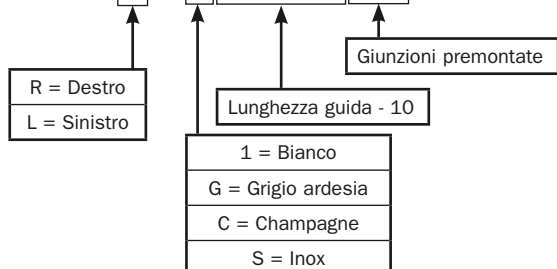 Giunzioni premontate
R = Destro
L = Sinistro
Lunghezza guida - 10
1 = Bianco
G = Grigio ardesia
C = Champagne
S = Inox